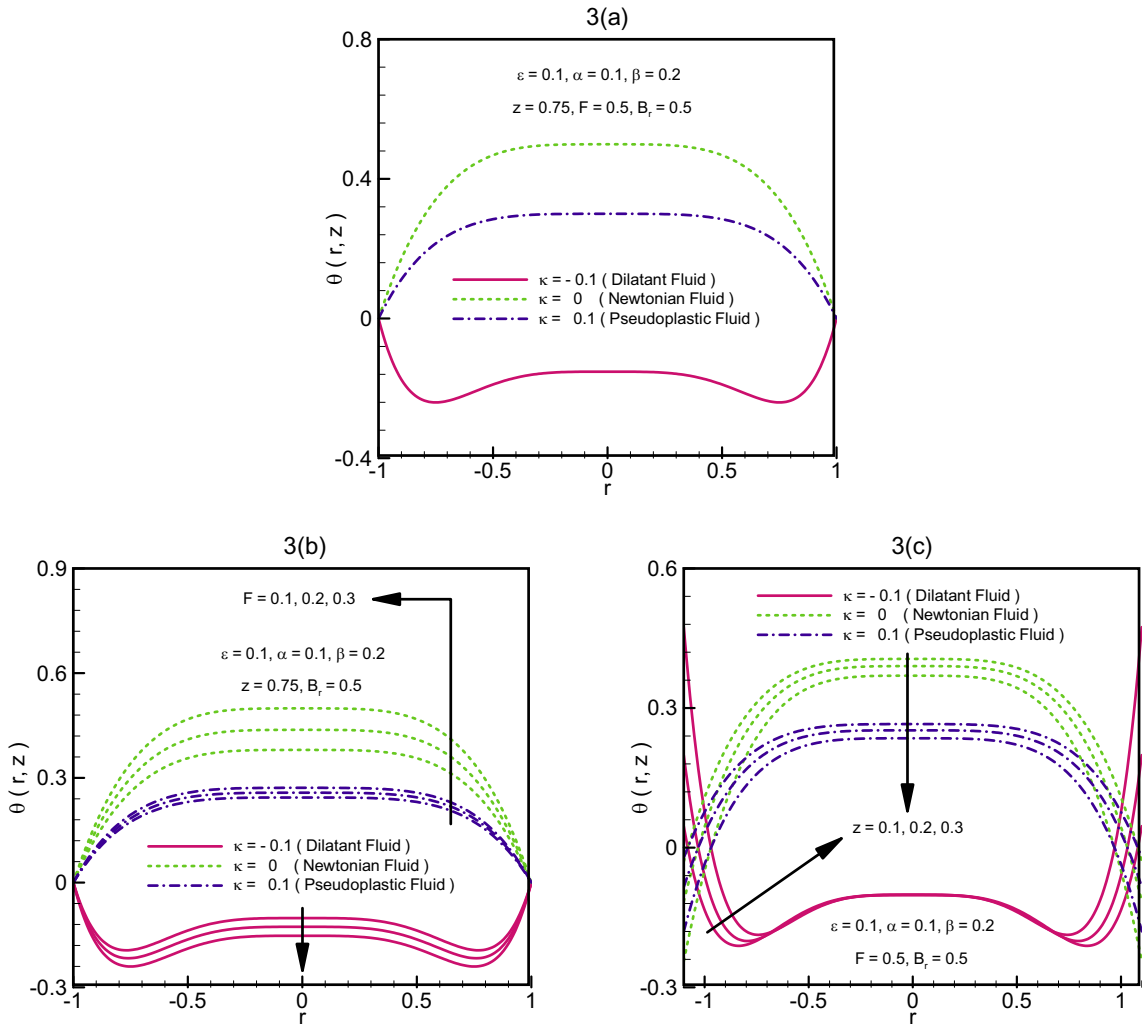 3(a)
0.8
ε = 0.1, α = 0.1, β = 0.2
z = 0.75, F = 0.5, Br = 0.5
0.4
θ ( r, z )
κ = - 0.1 ( Dilatant Fluid )
κ = 0 ( Newtonian Fluid )
κ = 0.1 ( Pseudoplastic Fluid )
0
-0.4
-1 -0.5 0 0.5 1
r
3(b)
0.9
F = 0.1, 0.2, 0.3
ε = 0.1, α = 0.1, β = 0.2
z = 0.75, Br = 0.5
0.6
θ ( r, z )
0.3
κ = - 0.1 ( Dilatant Fluid )
κ = 0 ( Newtonian Fluid )
κ = 0.1 ( Pseudoplastic Fluid )
0
-0.3
-1 -0.5 0 0.5 1
r
3(c)
0.6
κ = - 0.1 ( Dilatant Fluid )
κ = 0 ( Newtonian Fluid )
κ = 0.1 ( Pseudoplastic Fluid )
0.3
θ ( r, z )
z = 0.1, 0.2, 0.3
0
ε = 0.1, α = 0.1, β = 0.2
F = 0.5, Br = 0.5
-0.3
-1 -0.5 0 0.5 1
r